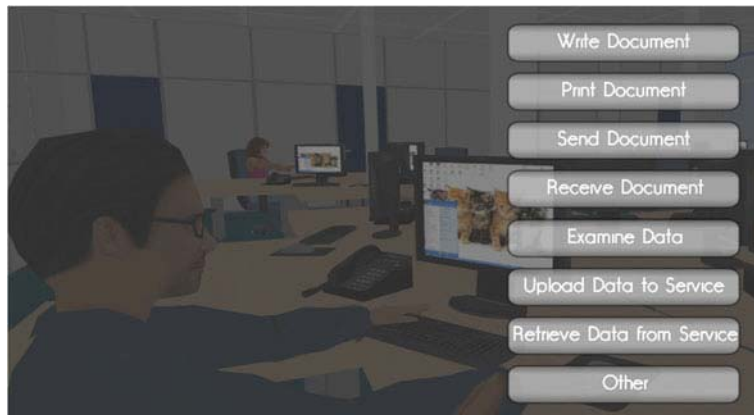 Write Document
Print Document
Send Document
Receive Document
Examine Data
Upload Data to Service
Retrieve Data from Service
Other